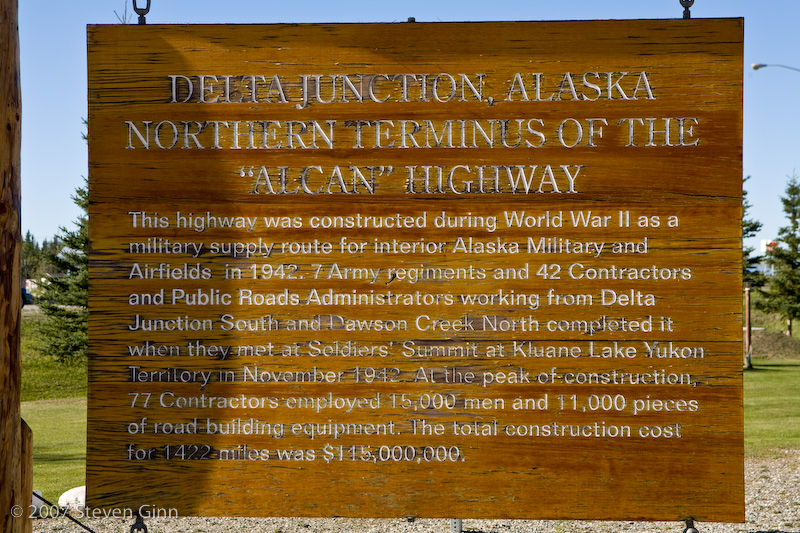 DELTA JUNCTION, ALASKA
NORTHERN TERMINUS OF THE
“ALCAN” HIGHWAY
This highway was constructed during World War II as a
military supply route for interior Alaska Military and
Airfields in 1942. 7 Army regiments and 42 Contractors
and Public Roads Administrators working from Delta
Junction South and Dawson Creek North completed it
when they met at Soldiers' Summit at Kluane Lake Yukon
Territory in November 1942. At the peak of construction,
77 Contractors employed 15,000 men and 11,000 pieces
of road building equipment. The total construction cost
for 1422 miles was $115,000,000.
© 2007 Steven Ginn